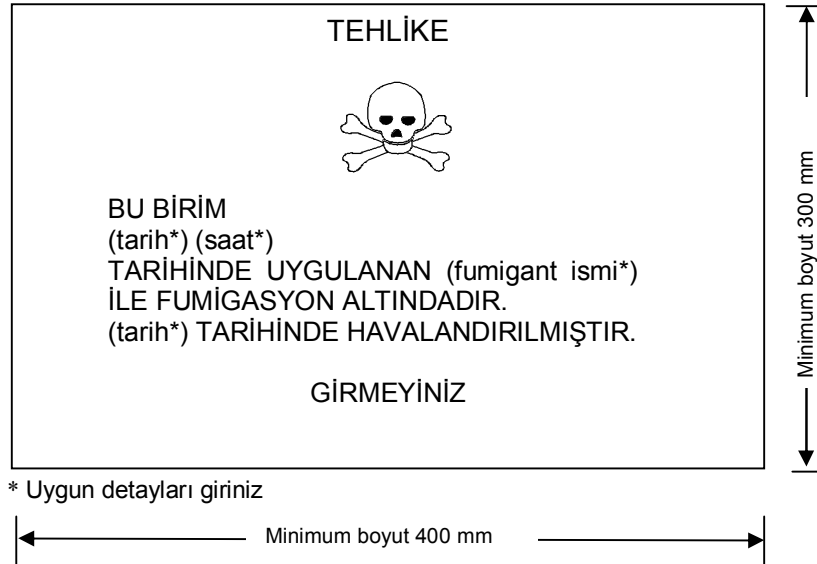 TEHLİKE
BU BİRİM
(tarih*) (saat*)
TARİHİNDE UYGULANAN (fumigant ismi*)
İLE FUMİGASYON ALTINDADIR.
(tarih*) TARİHİNDE HAVALANDIRILMIŞTIR.
GİRMEYİNİZ
Minimum boyut 300 mm
* Uygun detayları giriniz
Minimum boyut 400 mm